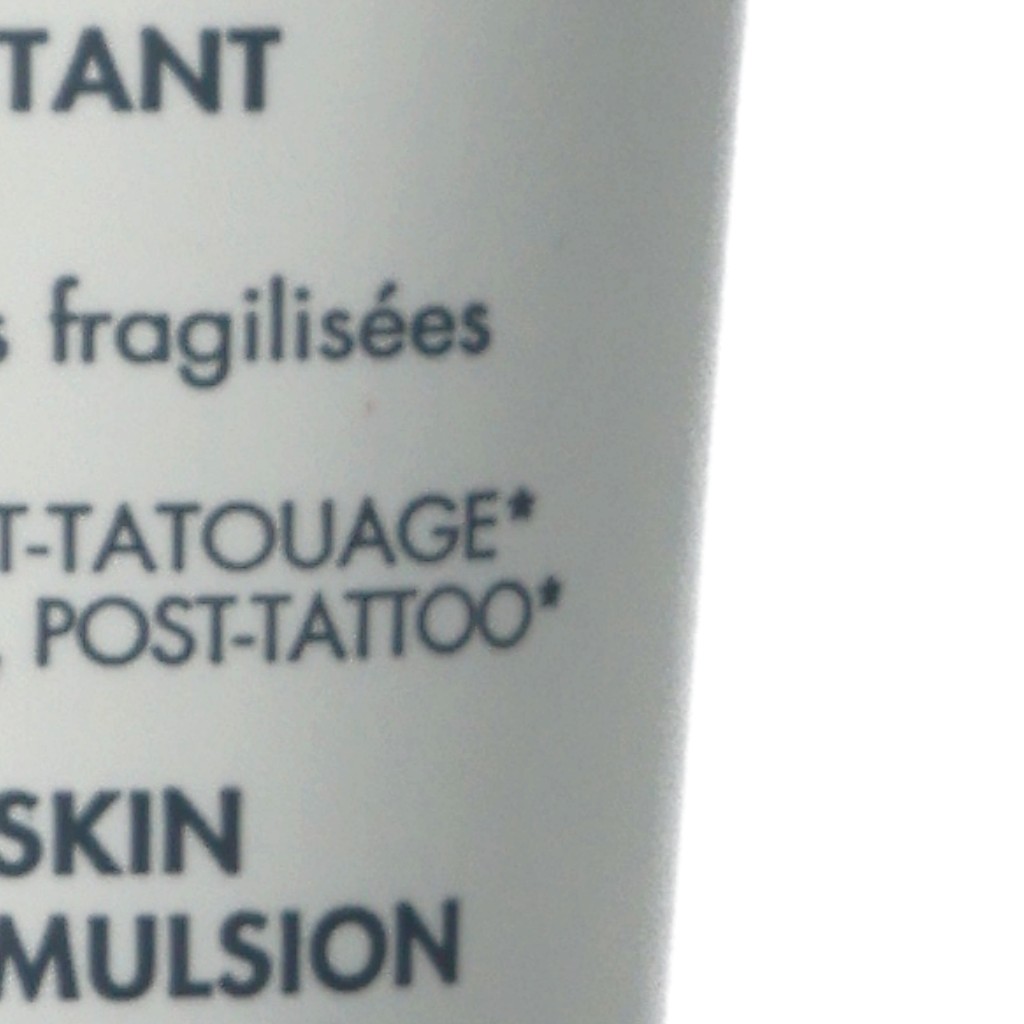 TANT
s fragilisées
T-TATOUAGE*
, POST-TATTOO*
SKIN
MULSION